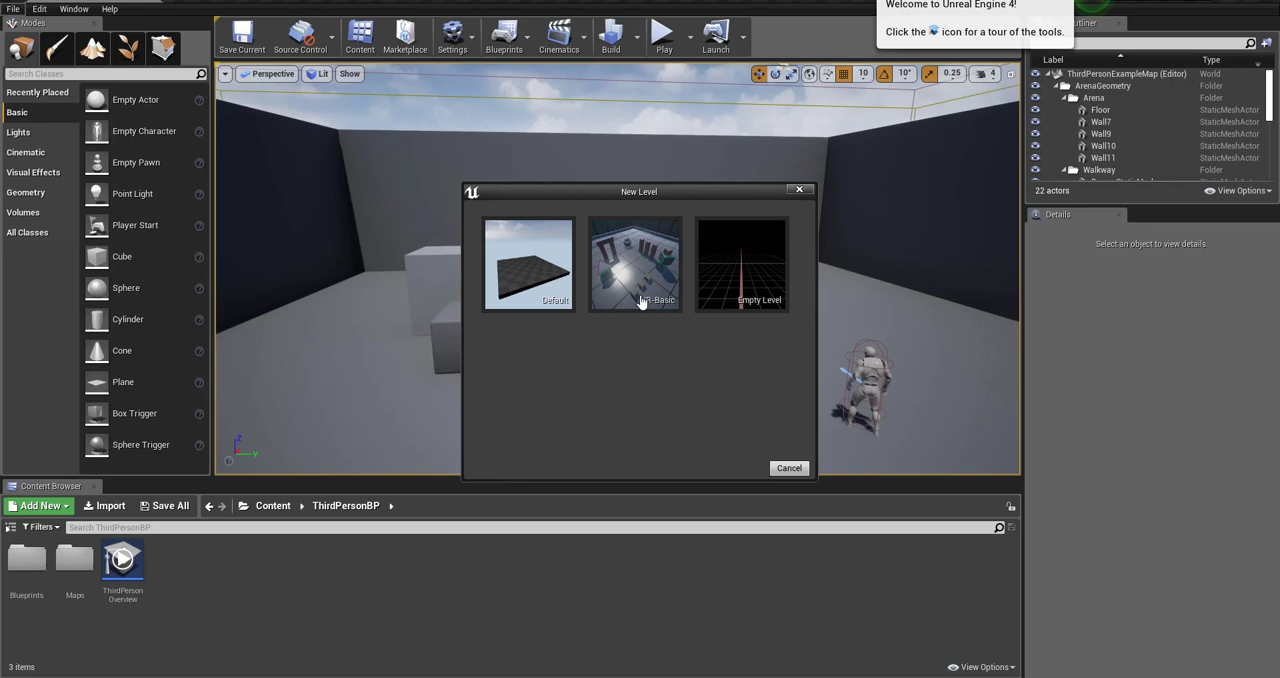 File Edit Window Help
Welcome to Unreal Engine 4!
Click the icon for a tour of the tools.
Modes
Search Classes
Recently Placed
Basic
Lights
Cinematic
Visual Effects
Geometry
Volumes
All Classes
Empty Actor
Empty Character
Empty Pawn
Point Light
Player Start
Cube
Sphere
Cylinder
Cone
Plane
Box Trigger
Sphere Trigger
Save Current Source Control Content Marketplace Settings Blueprints Cinematics Build Play Launch
Perspective Lit Show 10 10° 0.25 4
Z
Y
New Level
Default
-Basic
Empty Level
Cancel
Label Type
ThirdPersonExampleMap (Editor) World
ArenaGeometry Folder
Arena Folder
Floor StaticMeshActor
Wall7 StaticMeshActor
Wall9 StaticMeshActor
Wall10 StaticMeshActor
Wall11 StaticMeshActor
Walkway Folder
22 actors View Options
Details
Select an object to view details.
Content Browser
Add New Import Save All Content ThirdPersonBP
Filters Search ThirdPersonBP
Blueprints
Maps
ThirdPerson
Overview
3 items View Options